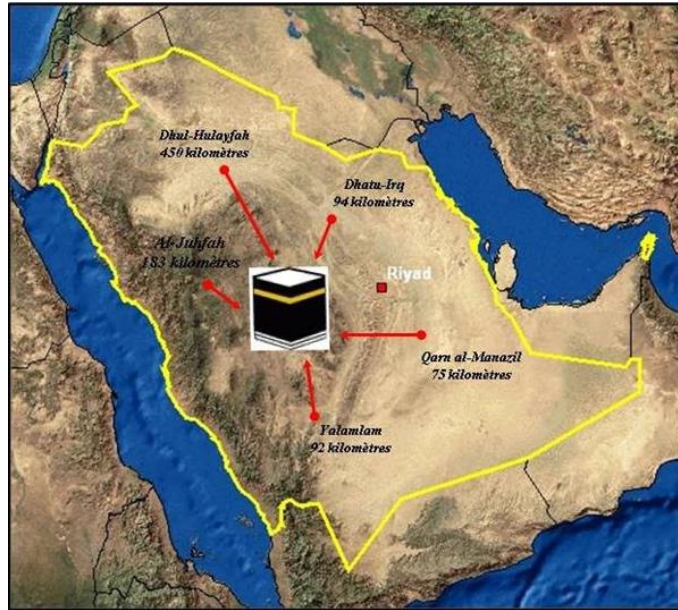 Dhul-Hulayfah
450 kilomètres
Dhatu-Irq
94 kilomètres
Al-Juhfah
183 kilomètres
Riyad
Qarn al-Manazil
75 kilomètres
Yalamlam
92 kilomètres